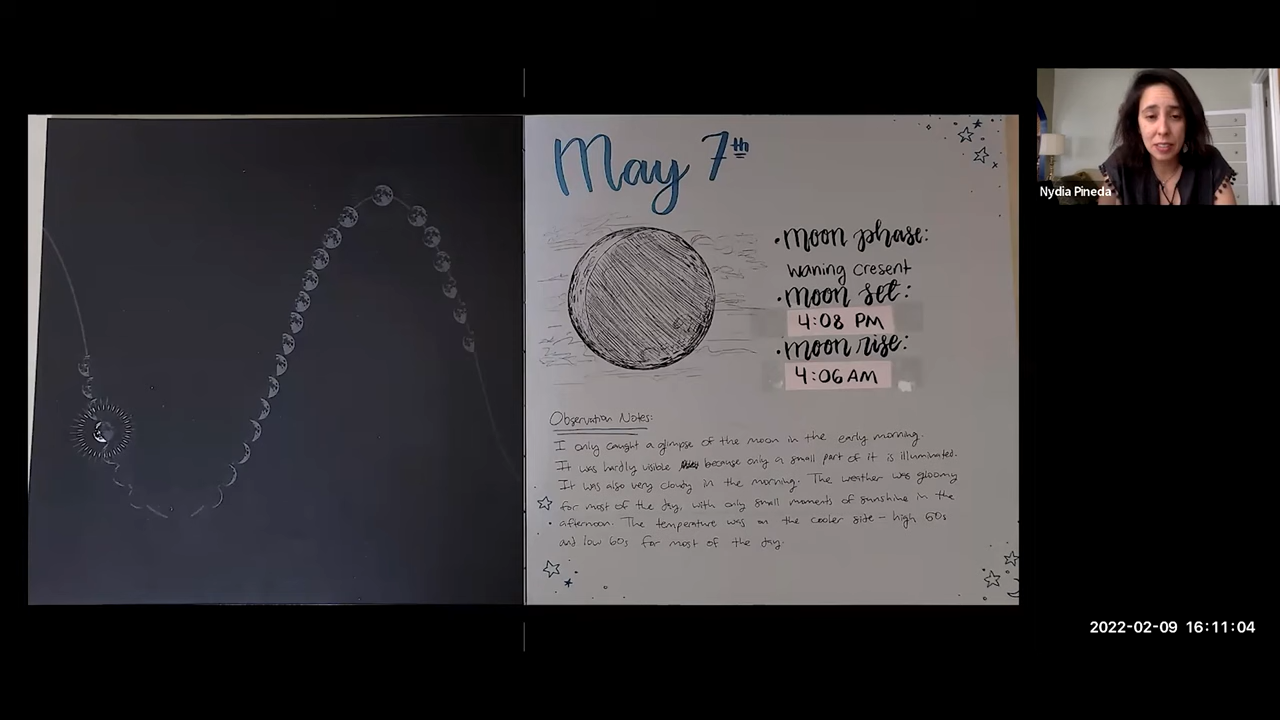 May 7th
• moon phase:
waning cresent
• moon set:
4:08 PM
• moon rise:
4:06 AM
Observation Notes:
I only caught a glimpse of the moon in the early morning.
It was hardly visible because only a small part of it is illuminated.
It was also very cloudy in the morning. The weather was gloomy
for most of the day, with only small moments of sunshine in the
afternoon. The temperature was on the cooler side - high 50s
and low 60s for most of the day.
Nydia Pineda
2022-02-09 16:11:04